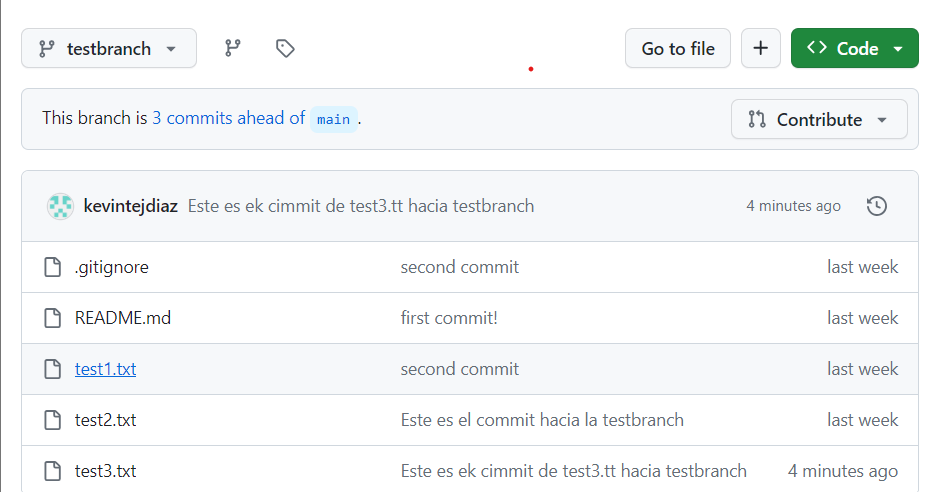 testbranch Go to file Code
This branch is 3 commits ahead of main.
Contribute
kevintejdiaz Este es ek cimmit de test3.tt hacia testbranch 4 minutes ago
.gitignore second commit last week
README.md first commit! last week
test1.txt second commit last week
test2.txt Este es el commit hacia la testbranch last week
test3.txt Este es ek cimmit de test3.tt hacia testbranch 4 minutes ago